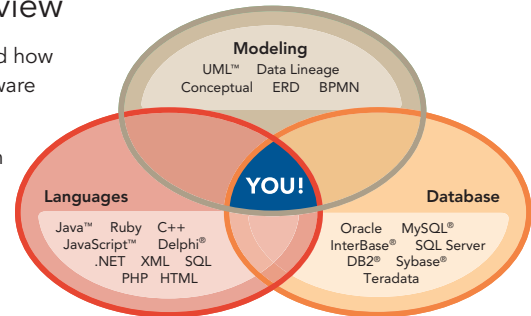 view
d how
ware
Modeling
UML™ Data Lineage
Conceptual ERD BPMN
YOU!
Languages
Java™ Ruby C++
JavaScript™ Delphi®
.NET XML SQL
PHP HTML
Database
Oracle MySQL®
InterBase® SQL Server
DB2® Sybase®
Teradata